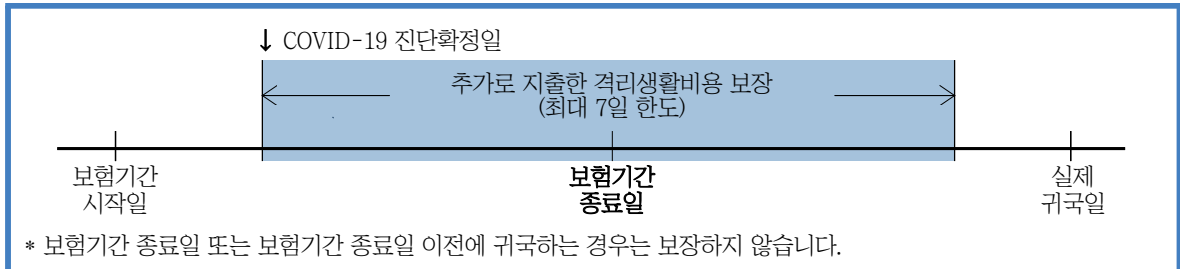 ↓ COVID-19 진단확정일
추가로 지출한 격리생활비용 보장
(최대 7일 한도)
보험기간
시작일
보험기간
종료일
실제
귀국일
* 보험기간 종료일 또는 보험기간 종료일 이전에 귀국하는 경우는 보장하지 않습니다.